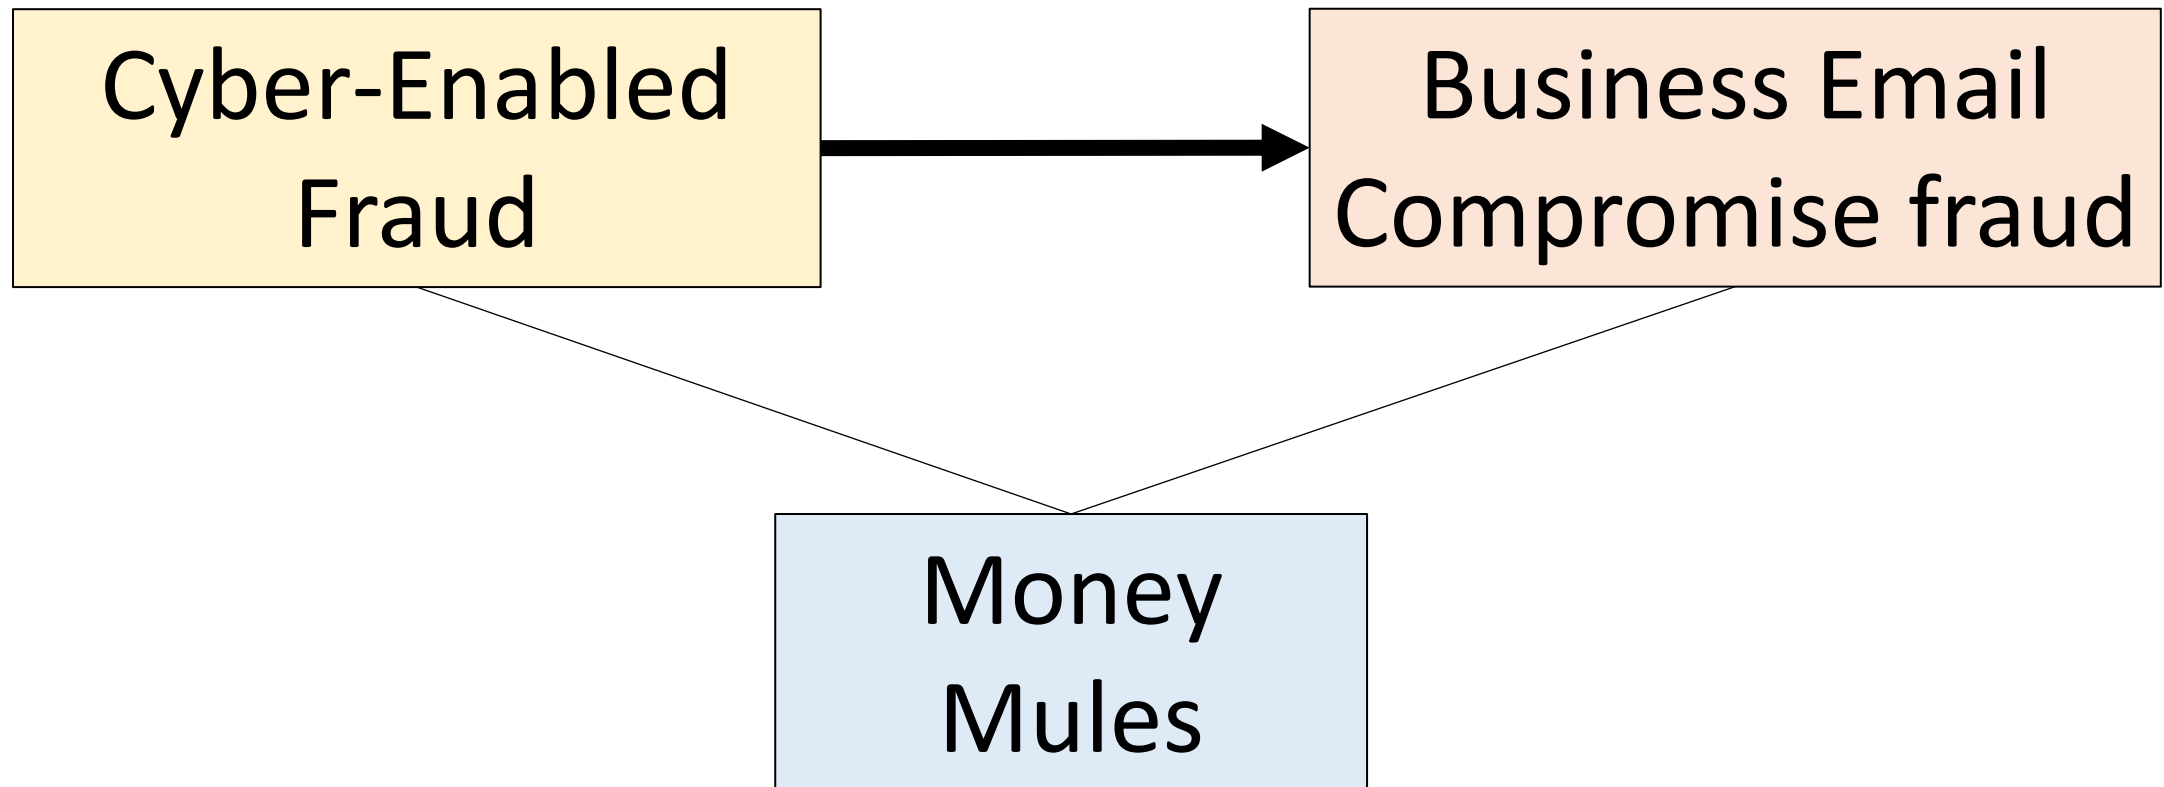 Cyber-Enabled
Fraud
Business Email
Compromise fraud
Money
Mules